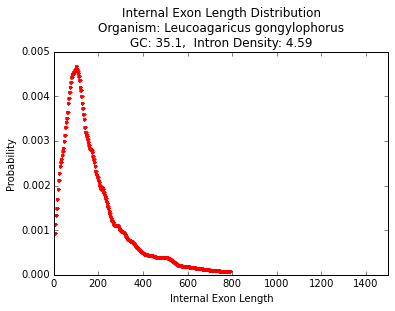 Internal Exon Length Distribution
Organism: Leucoagaricus gongylophorus
GC: 35.1,  Intron Density: 4.59
0.005
0.004
0.003
0.002
0.001
0.000
Probability
0 200 400 600 800 1000 1200 1400
Internal Exon Length